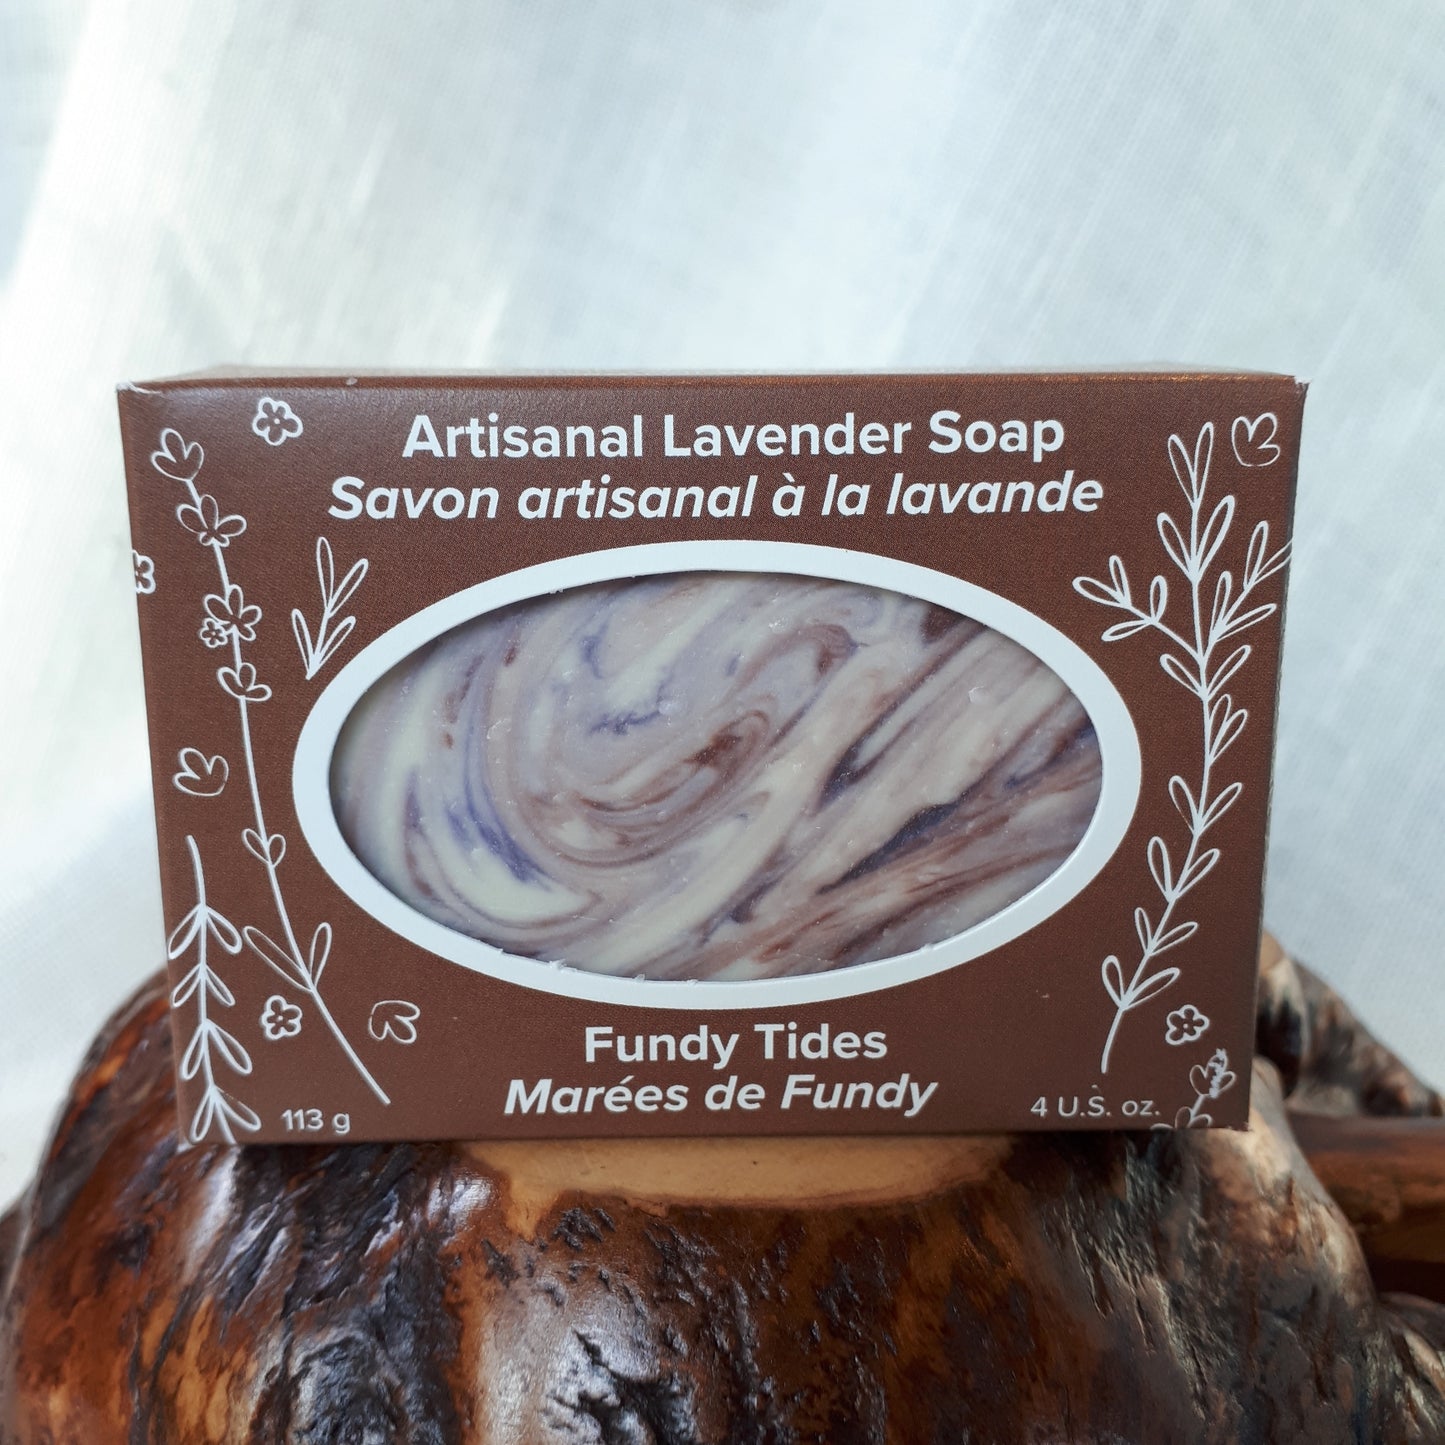 Artisanal Lavender Soap
Savon artisanal à la lavande
Fundy Tides
Marées de Fundy
113 g
4 U.S. oz.